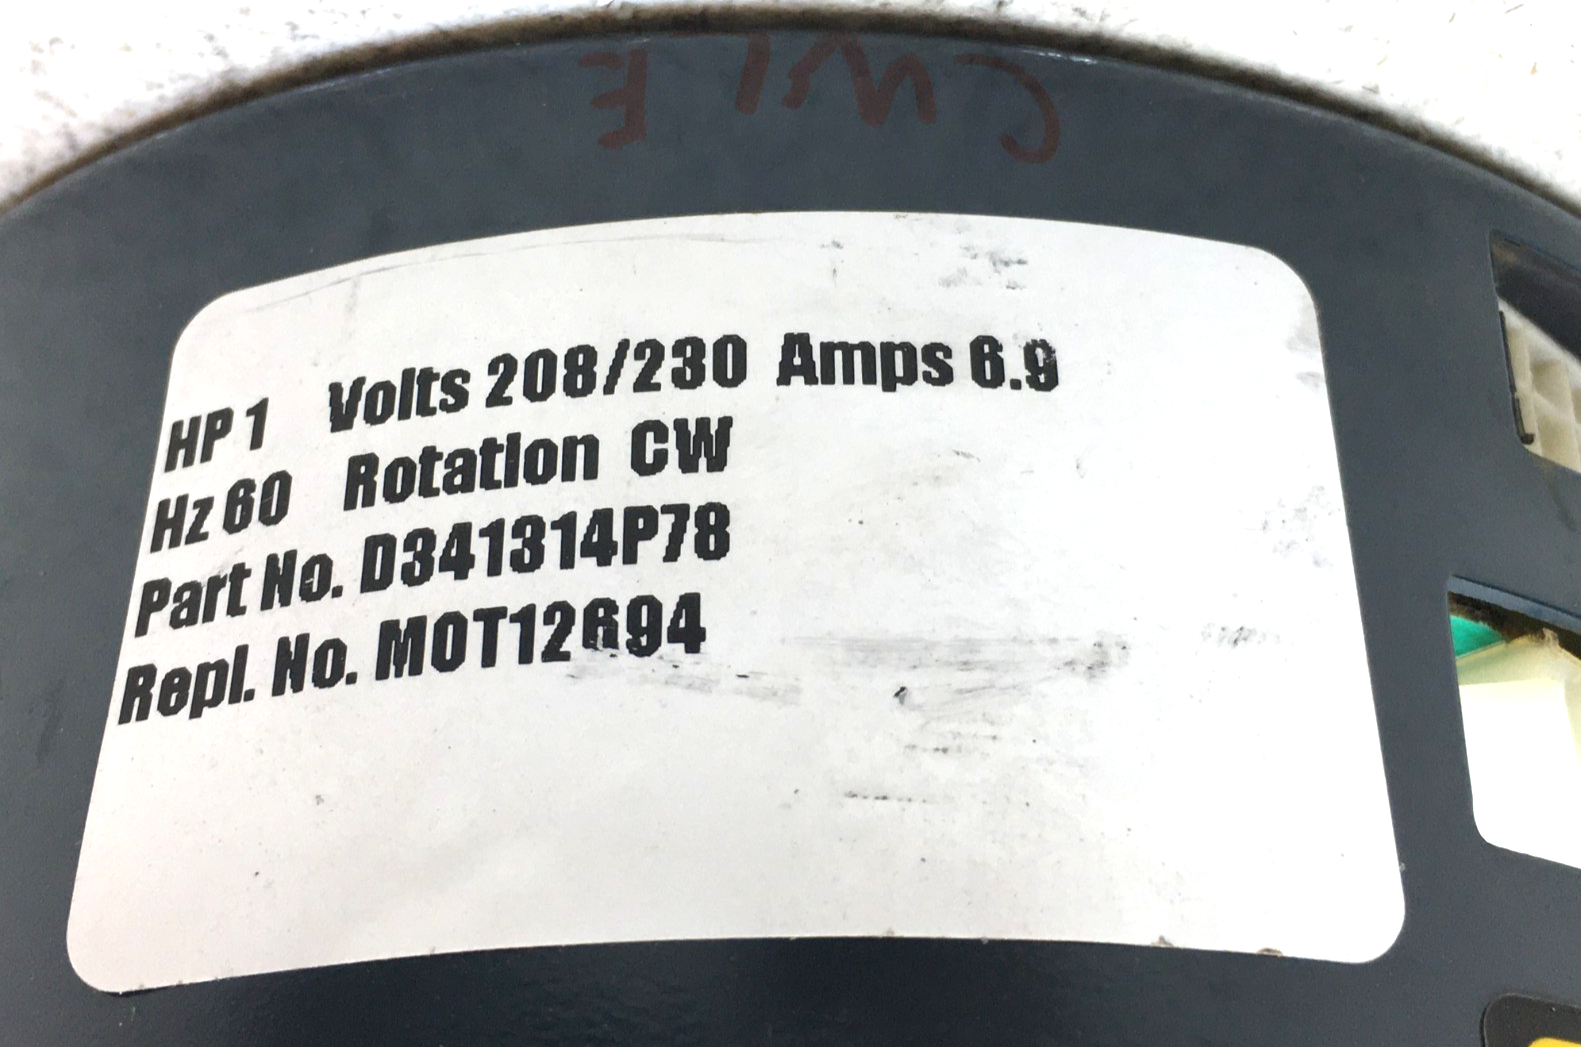 HP 1 Volts 208/230 Amps 6.9
Hz 60 Rotation CW
Part No. D341314P78
Repl. No. MOT12694